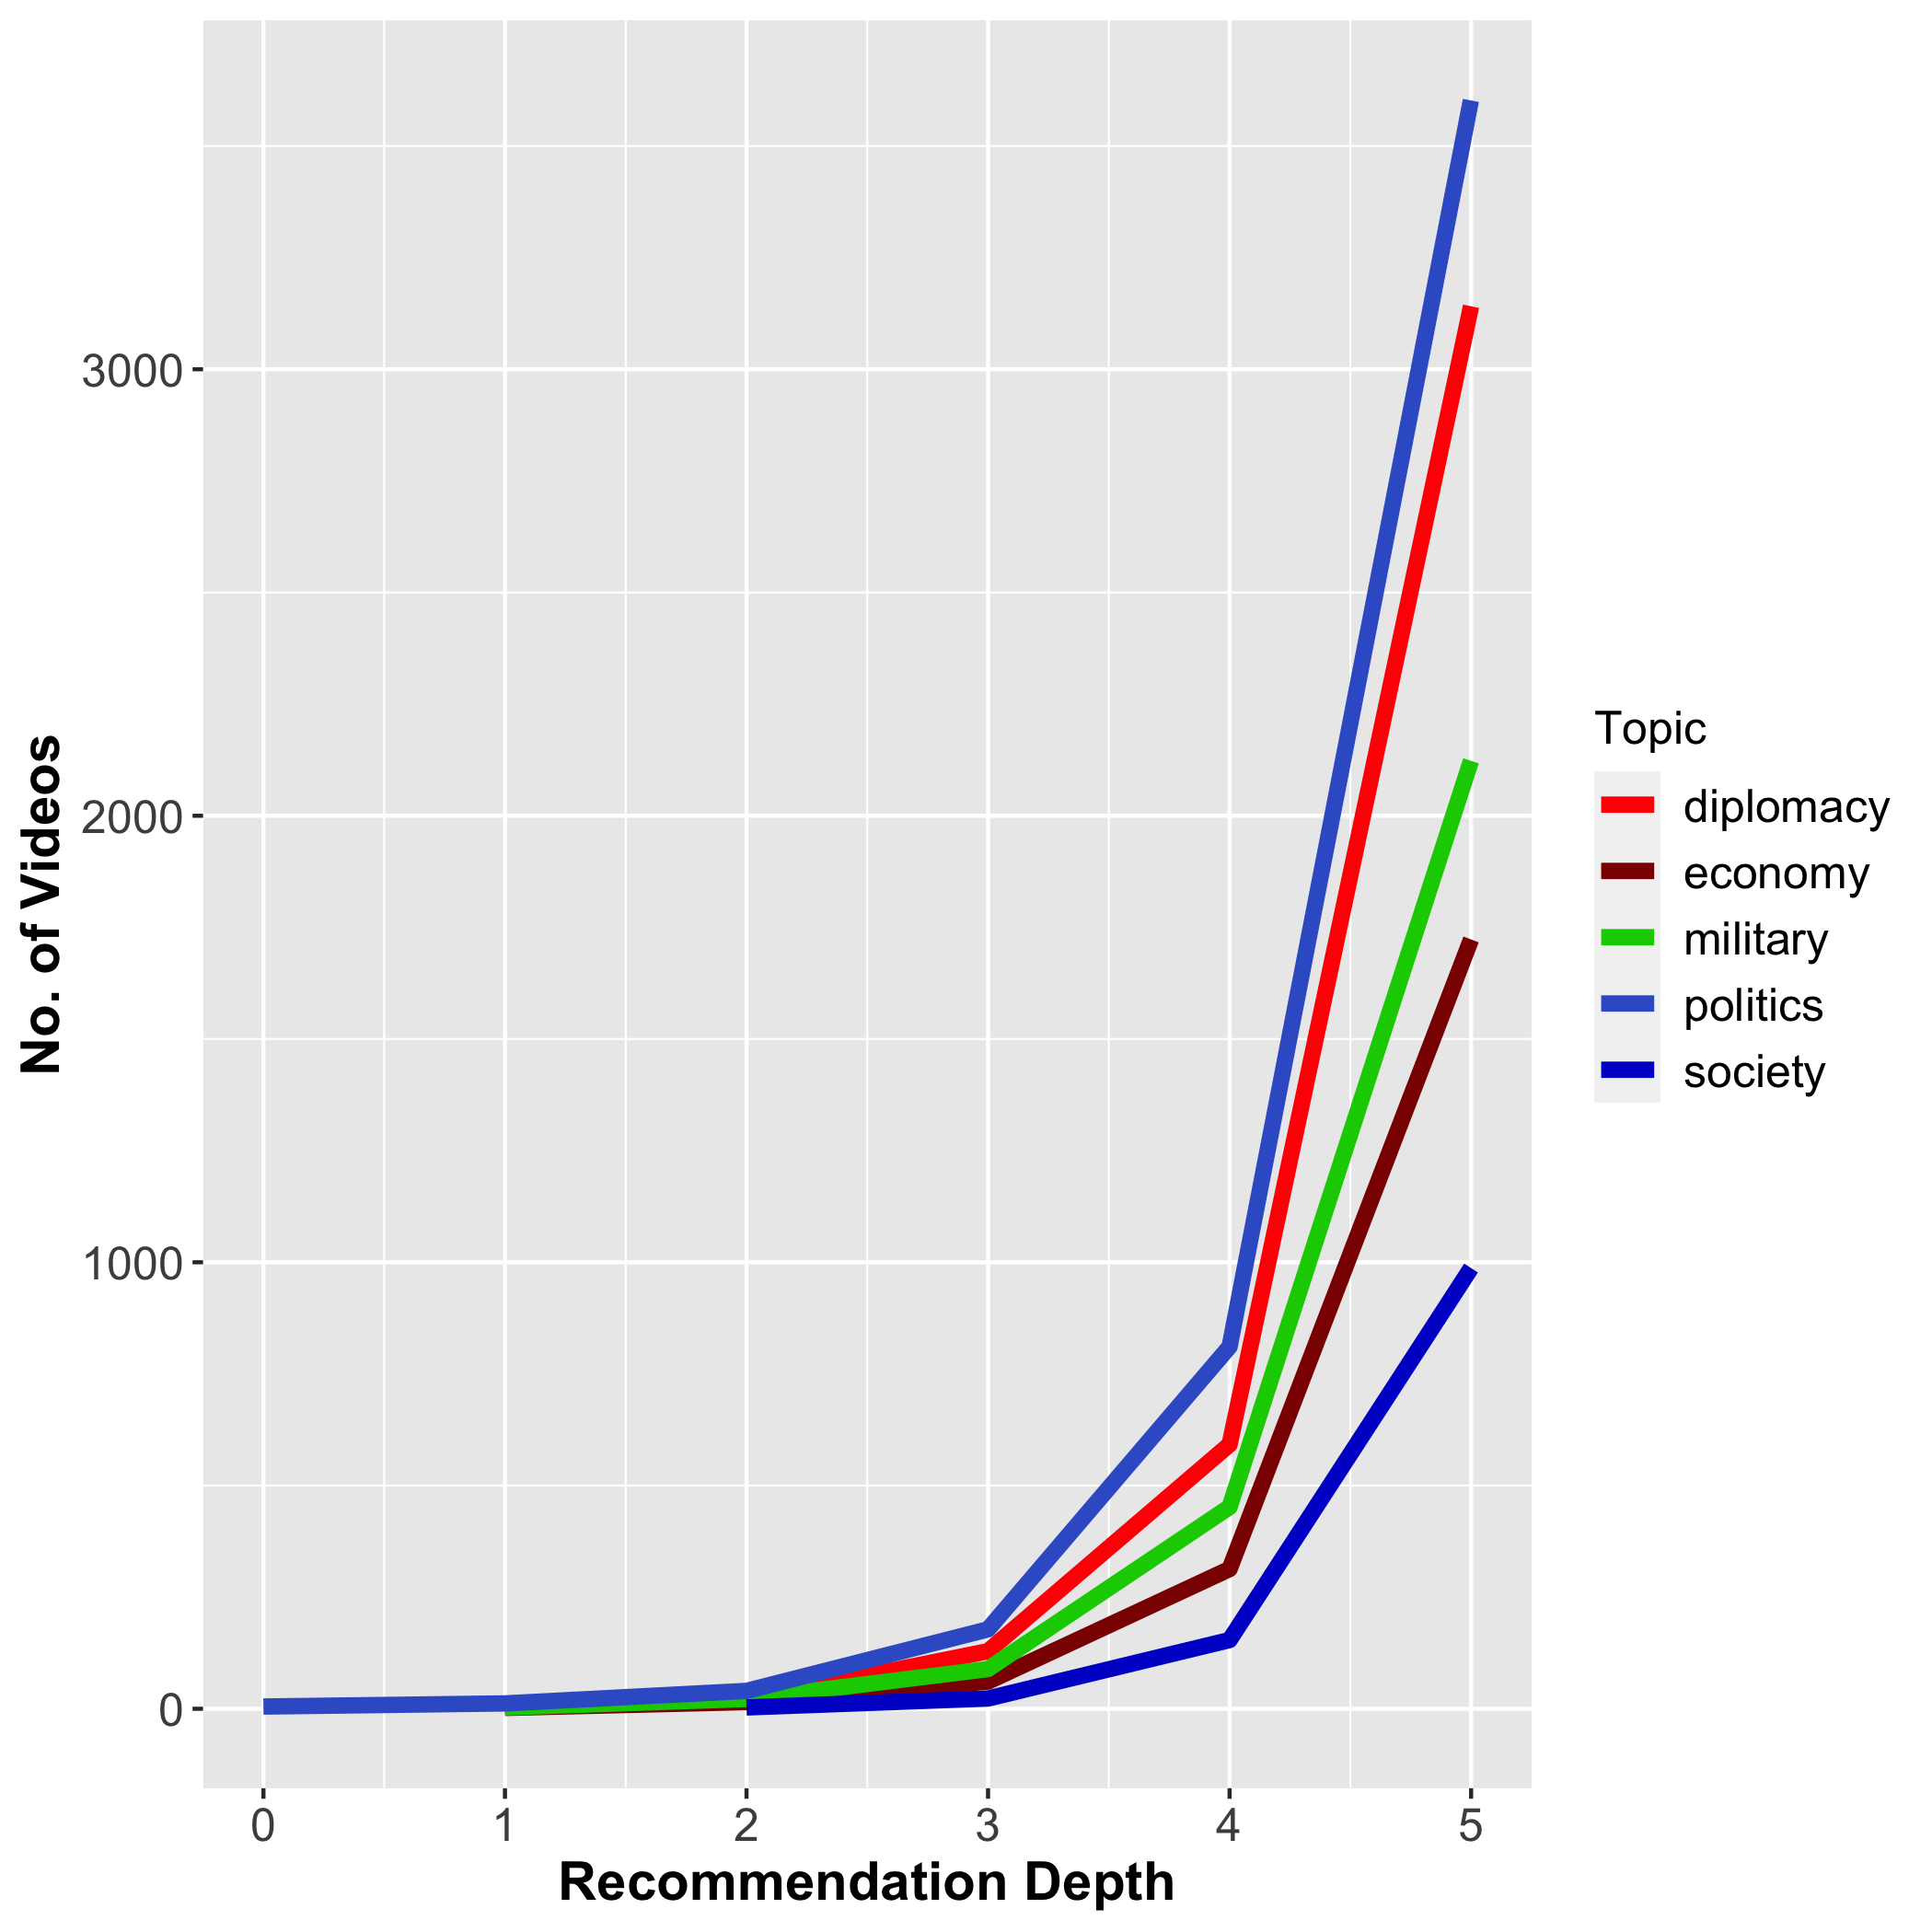 No. of Videos
3000
2000
1000
0
0 1 2 3 4 5
Recommendation Depth
Topic
diplomacy
economy
military
politics
society